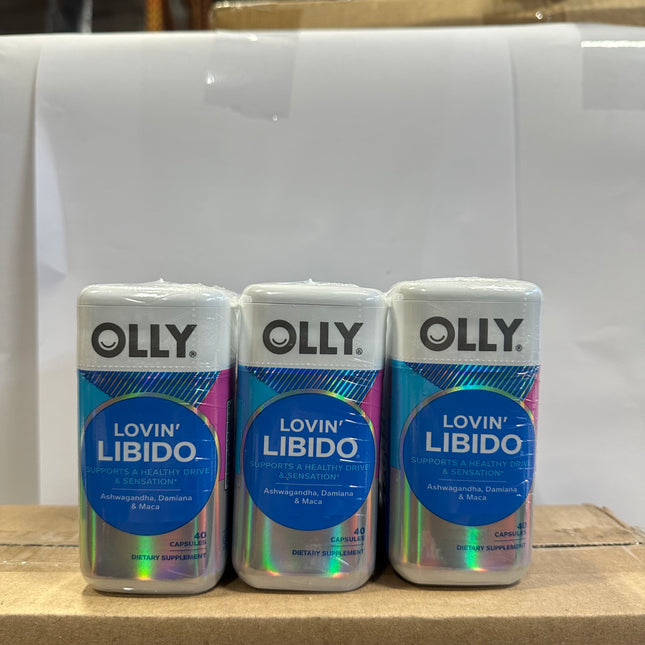 OLLY®
LOVIN'
LIBIDO
SUPPORTS A HEALTHY DRIVE
& SENSATION*
Ashwagandha, Damiana
& Maca
40
CAPSULES
DIETARY SUPPLEMENT
OLLY®
LOVIN'
LIBIDO
SUPPORTS A HEALTHY DRIVE
& SENSATION*
Ashwagandha, Damiana
& Maca
40
CAPSULES
DIETARY SUPPLEMENT
OLLY®
LOVIN'
LIBIDO
SUPPORTS A HEALTHY DRIVE
& SENSATION*
Ashwagandha, Damiana
& Maca
40
CAPSULES
DIETARY SUPPLEMENT